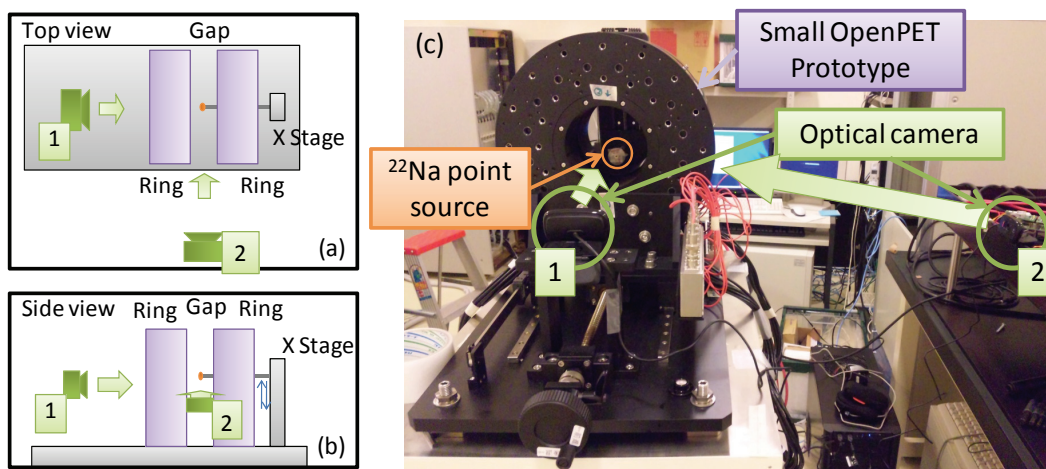 Top view
Gap
1
X Stage
Ring
Ring
2
(a)
Side view
Ring
Gap
Ring
X Stage
1
2
(b)
(c)
Small OpenPET
Prototype
Optical camera
²²Na point
source
1
2